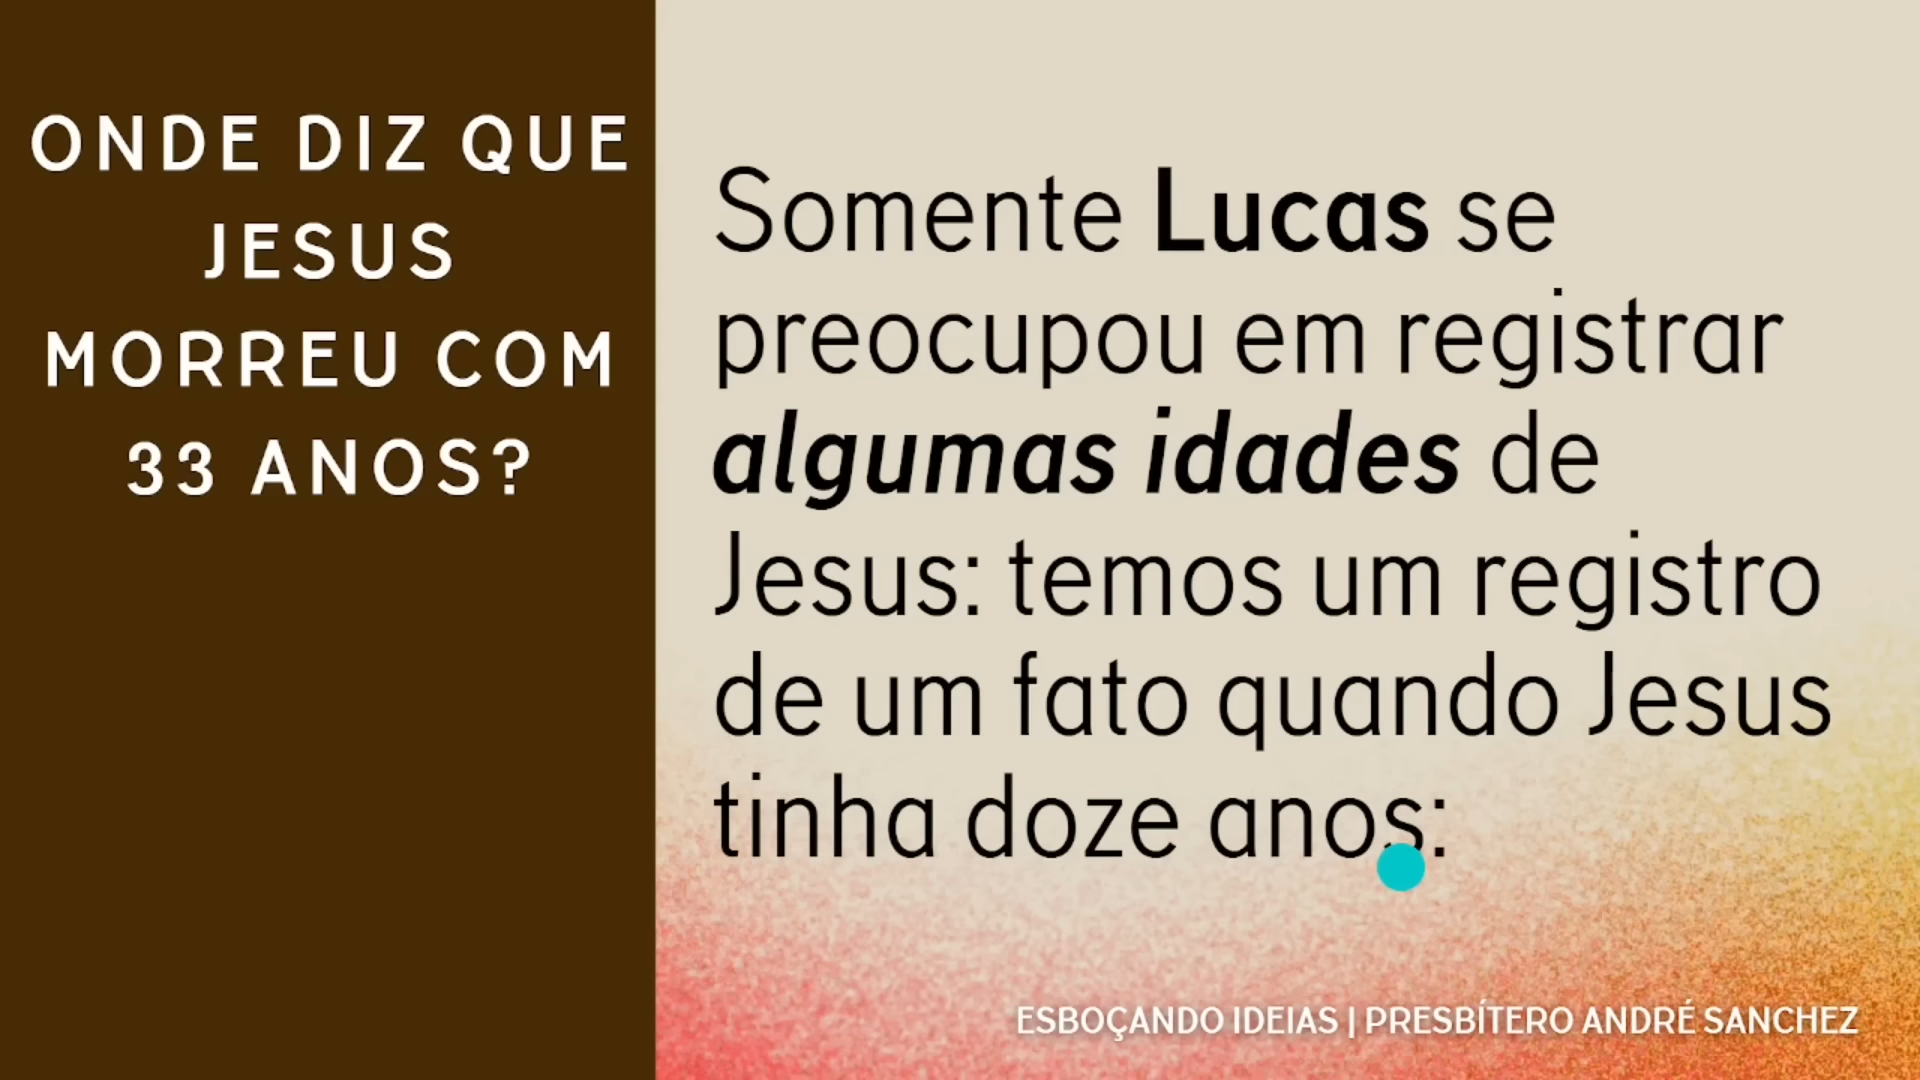 ONDE DIZ QUE
JESUS
MORREU COM
33 ANOS?
Somente Lucas se
preocupou em registrar
algumas idades de
Jesus: temos um registro
de um fato quando Jesus
tinha doze anos:
ESBOÇANDO IDEIAS | PRESBÍTERO ANDRÉ SANCHEZ